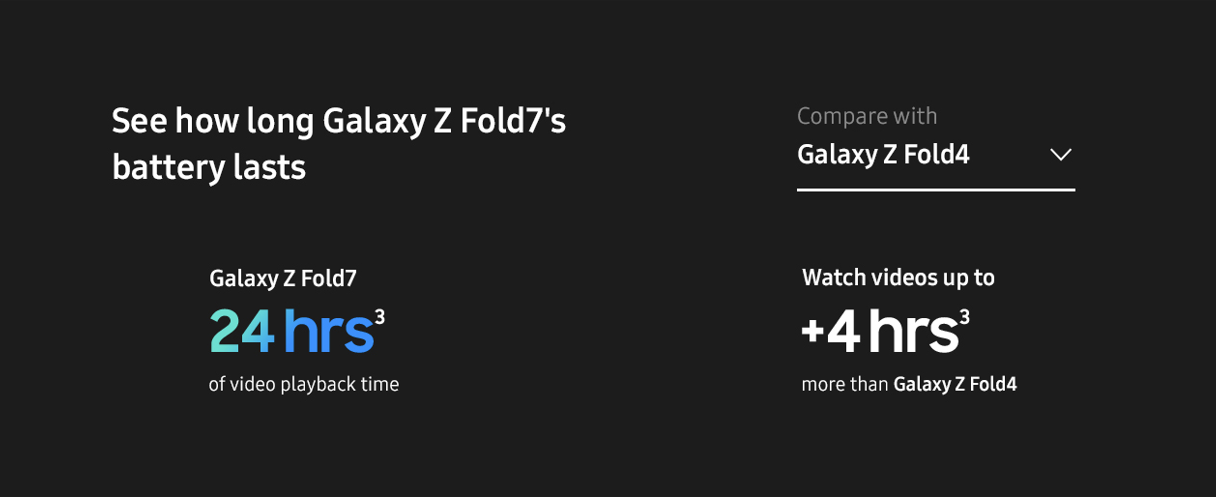 See how long Galaxy Z Fold7's
battery lasts
Compare with
Galaxy Z Fold4
Galaxy Z Fold7
24 hrs³
of video playback time
Watch videos up to
+4 hrs³
more than Galaxy Z Fold4